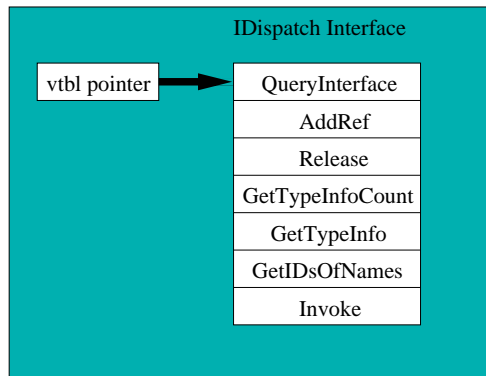 IDispatch Interface
vtbl pointer
QueryInterface
AddRef
Release
GetTypeInfoCount
GetTypeInfo
GetIDsOfNames
Invoke